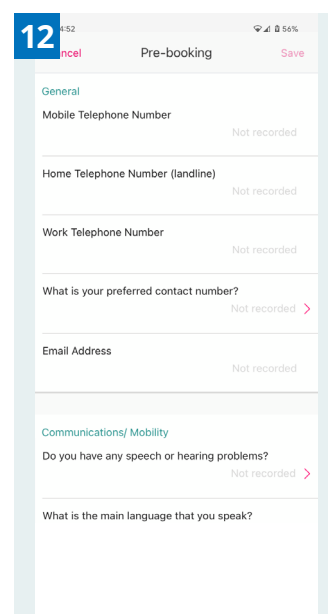 12
4:52
56%
ncel Pre-booking Save
General
Mobile Telephone Number
Not recorded
Home Telephone Number (landline)
Not recorded
Work Telephone Number
Not recorded
What is your preferred contact number?
Not recorded
Email Address
Not recorded
Communications/ Mobility
Do you have any speech or hearing problems?
Not recorded
What is the main language that you speak?